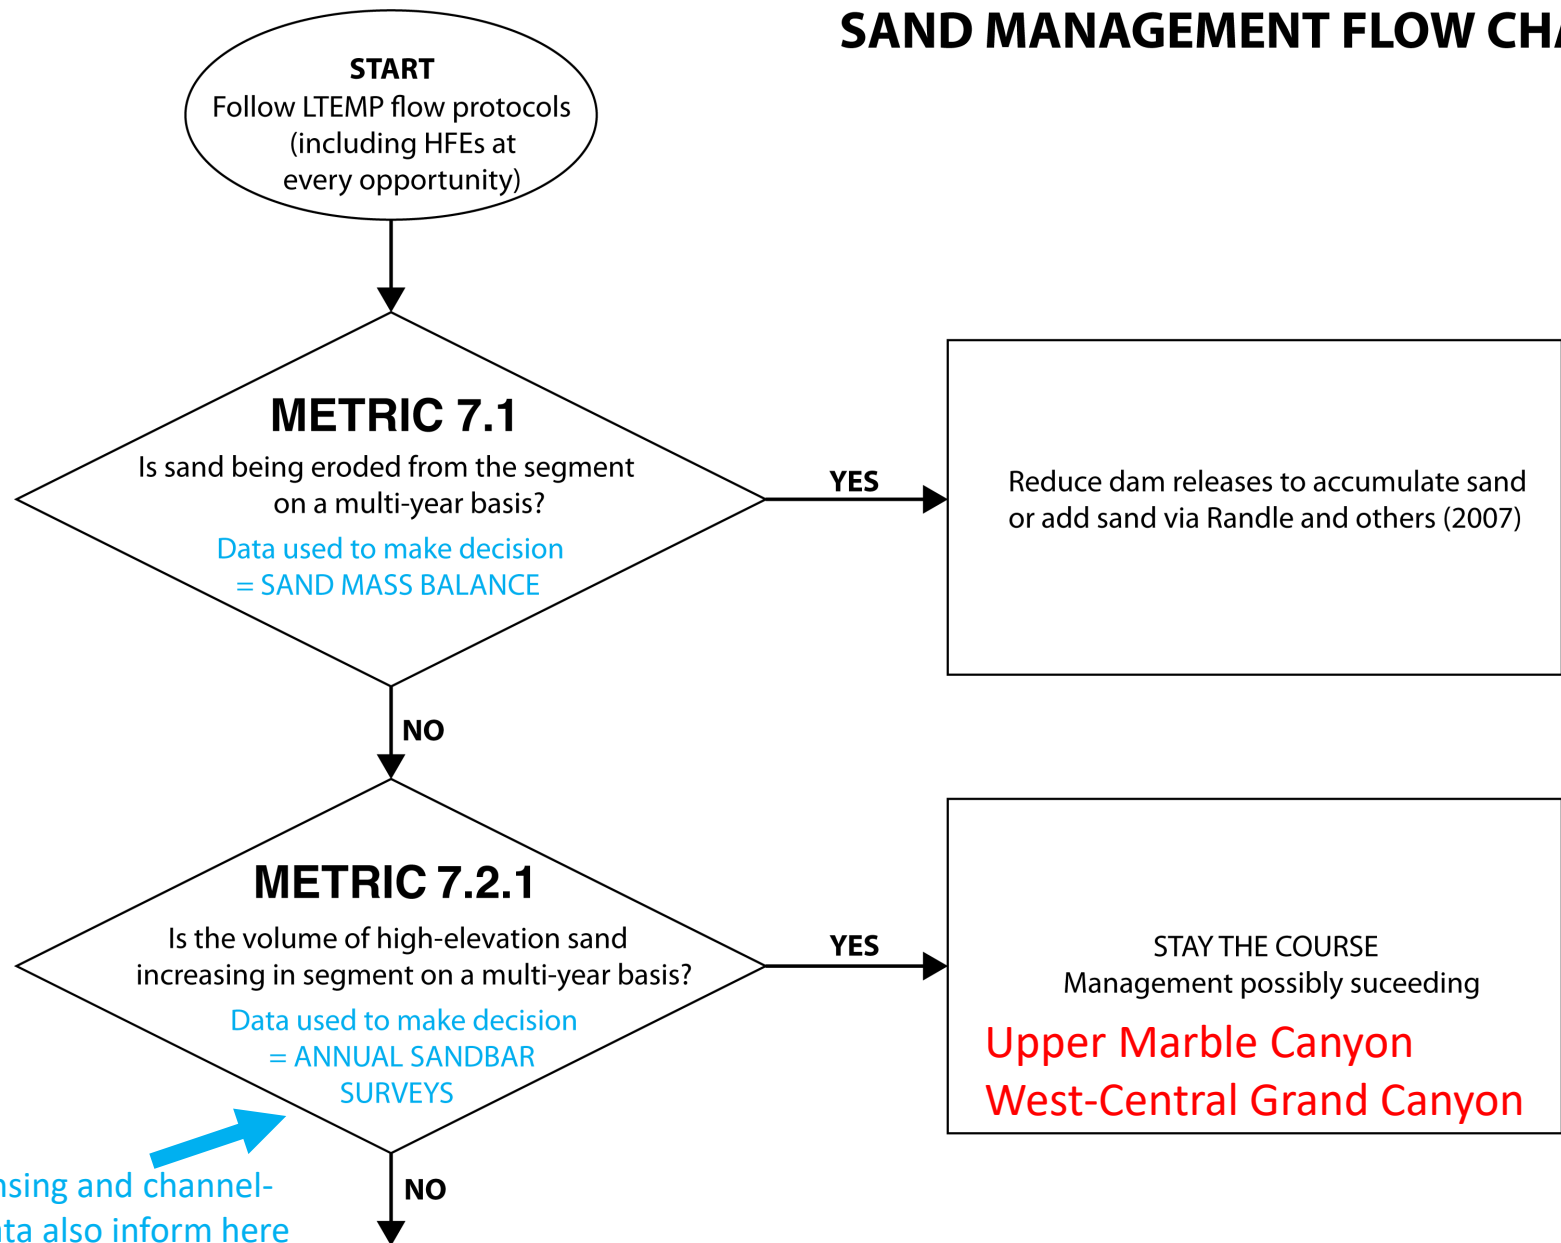 SAND MANAGEMENT FLOW CHA
START
Follow LTEMP flow protocols
(including HFEs at
every opportunity)
METRIC 7.1
Is sand being eroded from the segment
on a multi-year basis?
Data used to make decision
= SAND MASS BALANCE
YES
Reduce dam releases to accumulate sand
or add sand via Randle and others (2007)
NO
METRIC 7.2.1
Is the volume of high-elevation sand
increasing in segment on a multi-year basis?
Data used to make decision
= ANNUAL SANDBAR
SURVEYS
YES
STAY THE COURSE
Management possibly suceeding
Upper Marble Canyon
West-Central Grand Canyon
nsing and channel-
ata also inform here
NO